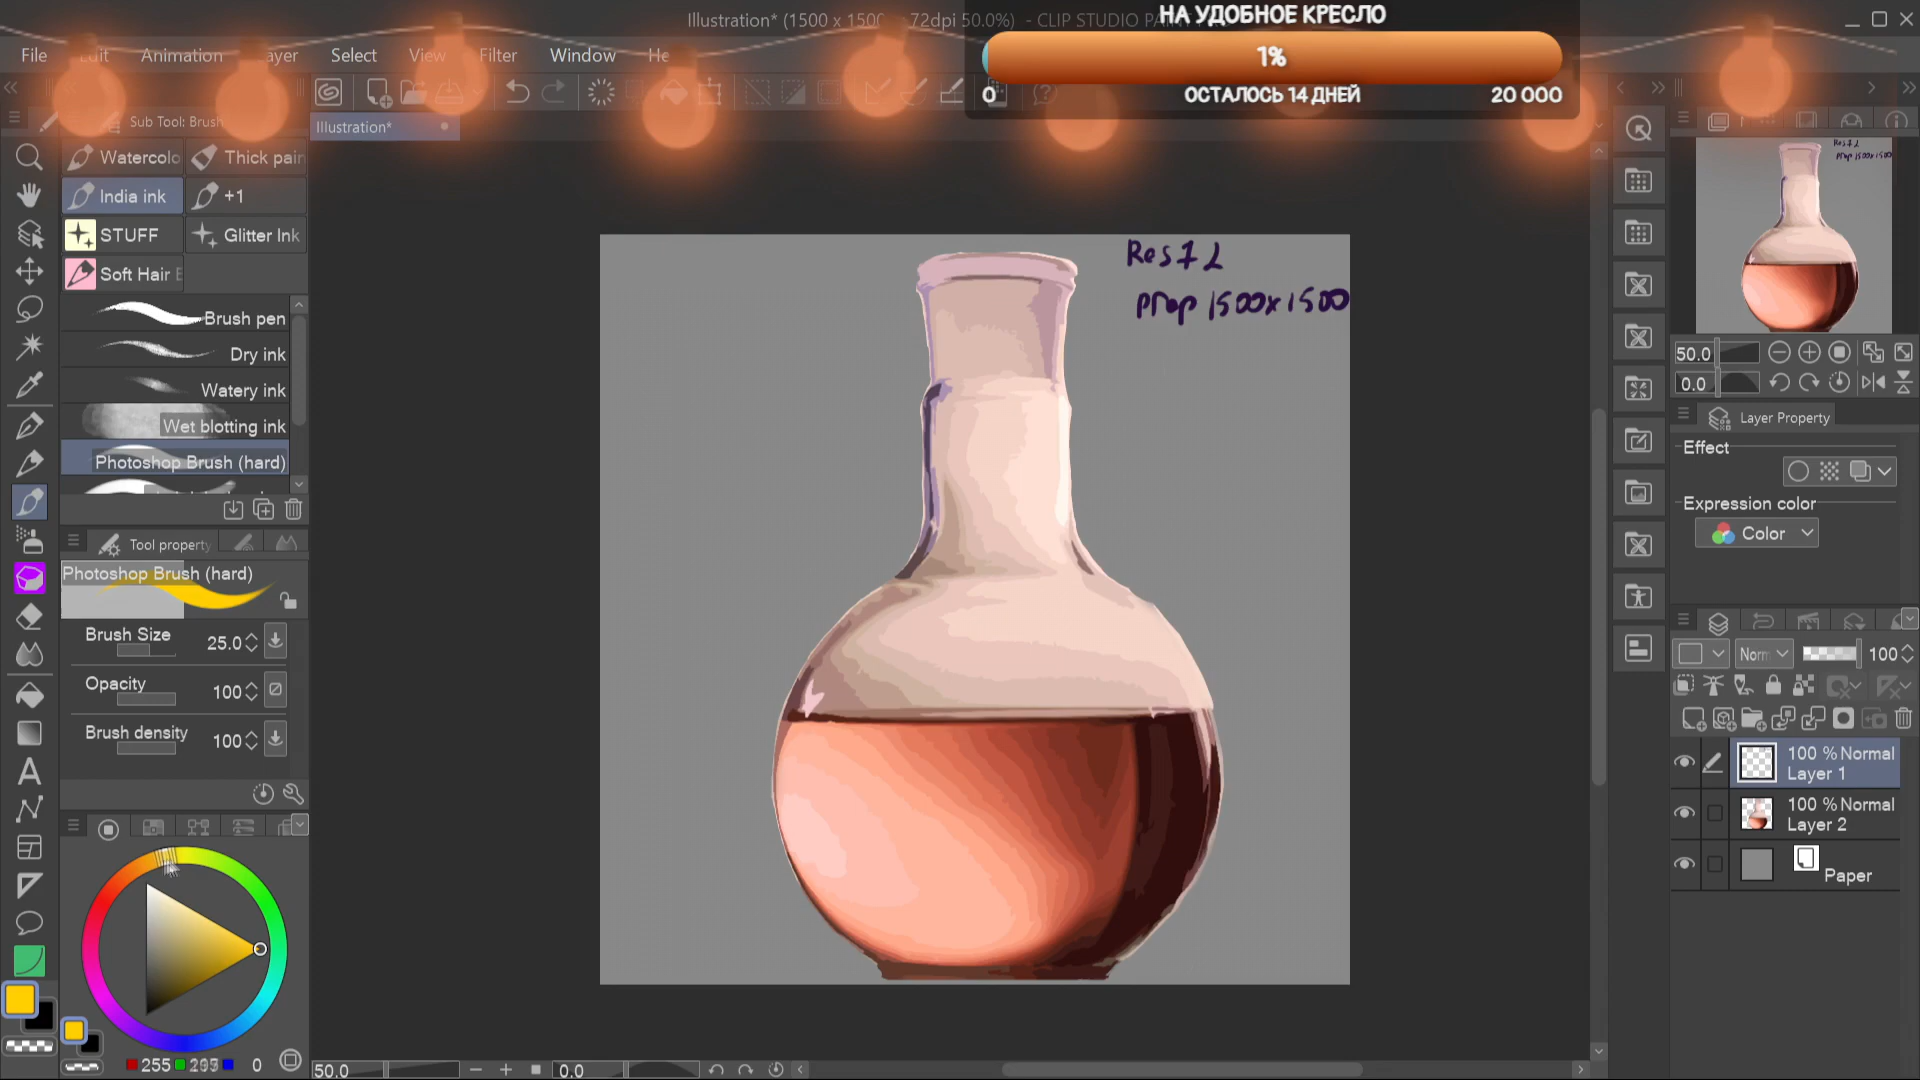 Illustration* (1500 x 1500 72dpi 50.0%) - CLIP STUDIO
НА УДОБНОЕ КРЕСЛО
1%
0 ОСТАЛОСЬ 14 ДНЕЙ 20 000
File Edit Animation Layer Select View Filter Window
Sub Tool: Brush
Illustration*
Watercolo Thick pain
India ink +1
STUFF Glitter Ink
Soft Hair
Brush pen
Dry ink
Watery ink
Wet blotting ink
Photoshop Brush (hard)
Tool property
Photoshop Brush (hard)
Brush Size 25.0
Opacity 100
Brush density 100
255 0
prop 1500x1500
50.0 0.0
50.0
0.0
Layer Property
Effect
Expression color
Color
Norm 100
100 % Normal
Layer 1
100 % Normal
Layer 2
Paper